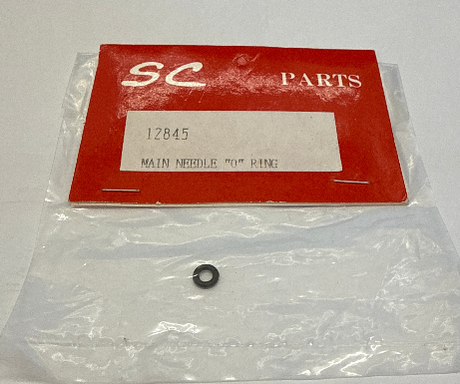 SC PARTS
12845
MAIN NEEDLE "O" RING